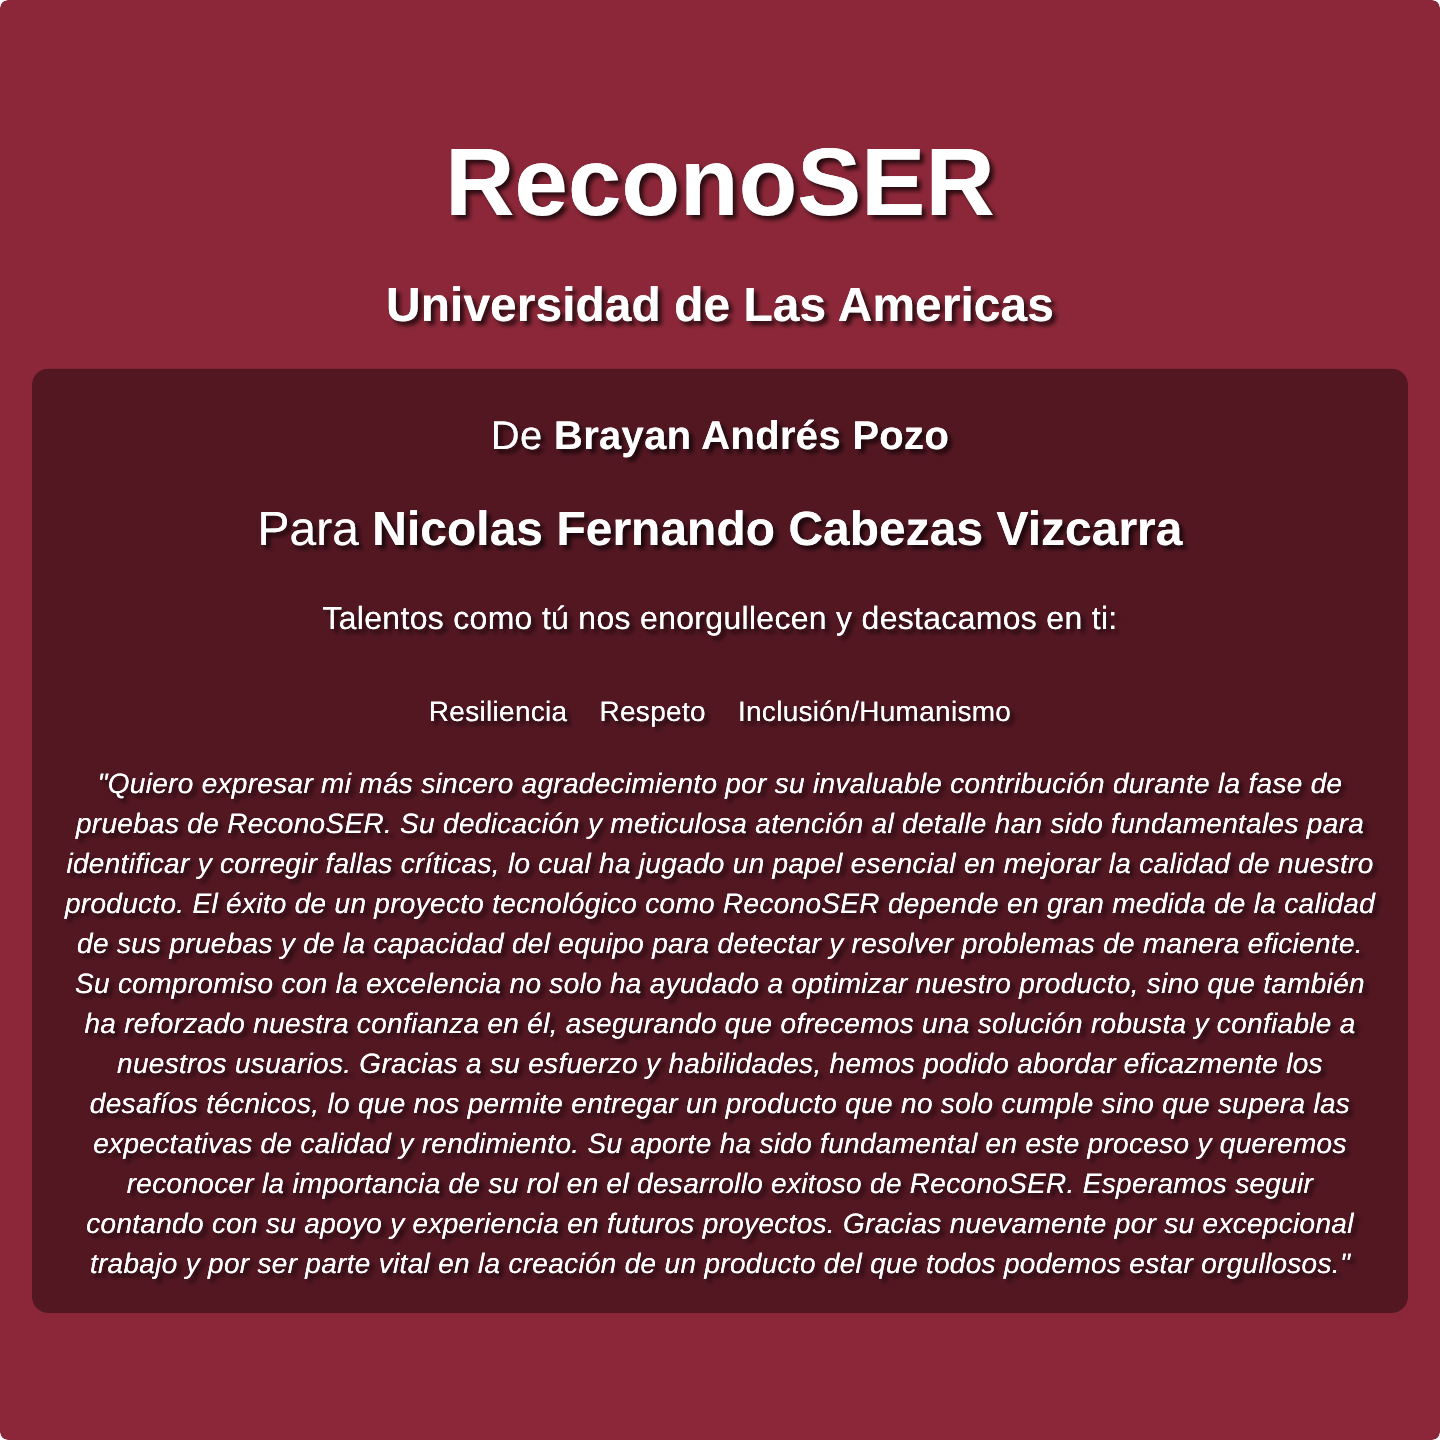 ReconoSER
Universidad de Las Americas
De Brayan Andrés Pozo
Para Nicolas Fernando Cabezas Vizcarra
Talentos como tú nos enorgullecen y destacamos en ti:
Resiliencia Respeto Inclusión/Humanismo
"Quiero expresar mi más sincero agradecimiento por su invaluable contribución durante la fase de
pruebas de ReconoSER. Su dedicación y meticulosa atención al detalle han sido fundamentales para
identificar y corregir fallas críticas, lo cual ha jugado un papel esencial en mejorar la calidad de nuestro
producto. El éxito de un proyecto tecnológico como ReconoSER depende en gran medida de la calidad
de sus pruebas y de la capacidad del equipo para detectar y resolver problemas de manera eficiente.
Su compromiso con la excelencia no solo ha ayudado a optimizar nuestro producto, sino que también
ha reforzado nuestra confianza en él, asegurando que ofrecemos una solución robusta y confiable a
nuestros usuarios. Gracias a su esfuerzo y habilidades, hemos podido abordar eficazmente los
desafíos técnicos, lo que nos permite entregar un producto que no solo cumple sino que supera las
expectativas de calidad y rendimiento. Su aporte ha sido fundamental en este proceso y queremos
reconocer la importancia de su rol en el desarrollo exitoso de ReconoSER. Esperamos seguir
contando con su apoyo y experiencia en futuros proyectos. Gracias nuevamente por su excepcional
trabajo y por ser parte vital en la creación de un producto del que todos podemos estar orgullosos."